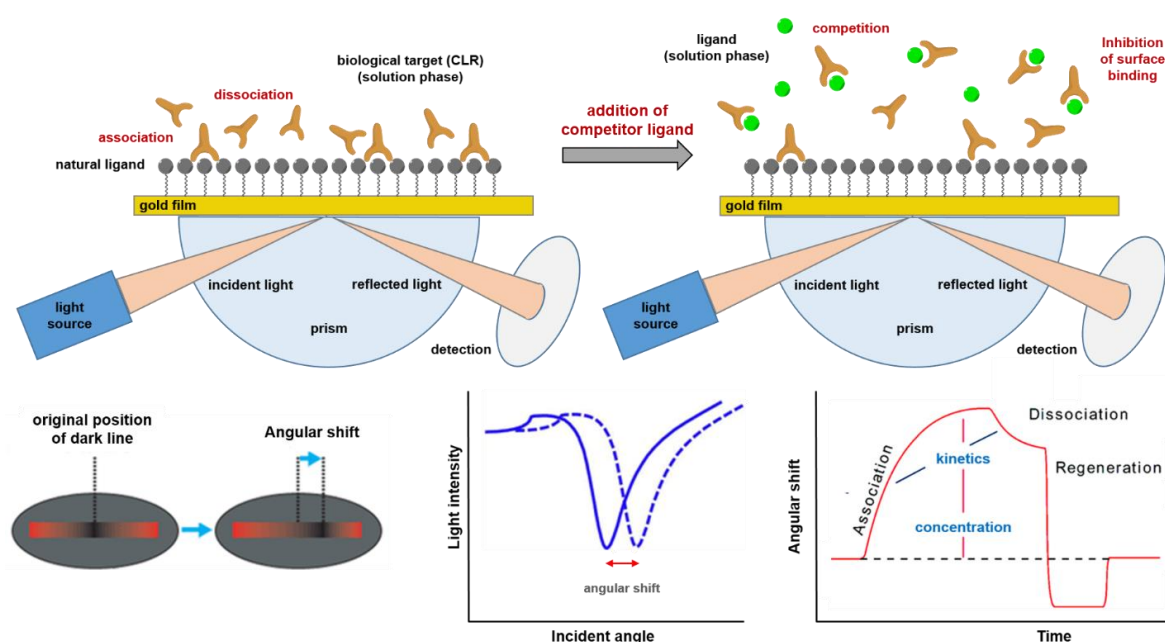 biological target (CLR)
(solution phase)
dissociation
association
natural ligand
gold film
incident light
reflected light
light
source
prism
detection
addition of
competitor ligand
ligand
(solution phase)
competition
Inhibition
of surface
binding
gold film
incident light
reflected light
light
source
prism
detection
original position
of dark line
Angular shift
Light intensity
angular shift
Incident angle
Angular shift
Association
kinetics
concentration
Dissociation
Regeneration
Time